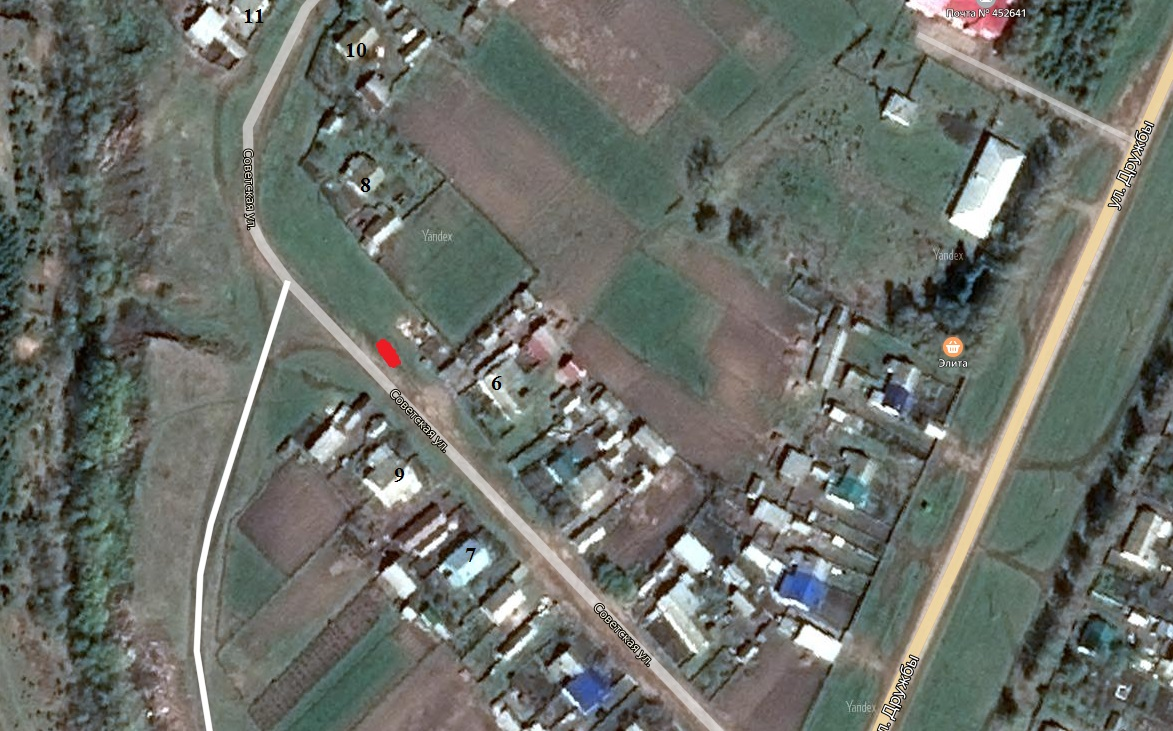 11
Почта № 452641
10
ул. Дружбы
Советская ул.
8
Yandex
Yandex
Элита
6
Советская ул.
9
7
Советская ул.
ул. Дружбы
Yandex